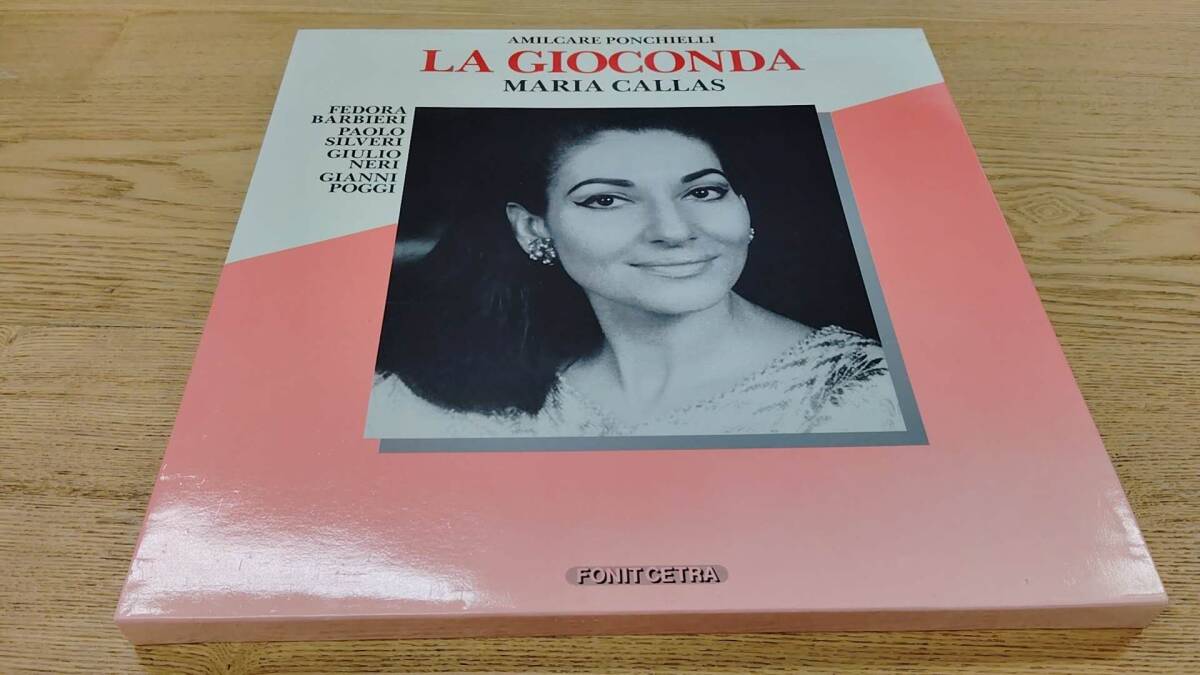 AMILCARE PONCHIELLI
LA GIOCONDA
MARIA CALLAS
FEDORA
BARBIERI
PAOLO
SILVERI
GIULIO
NERI
GIANNI
POGGI
FONIT CETRA